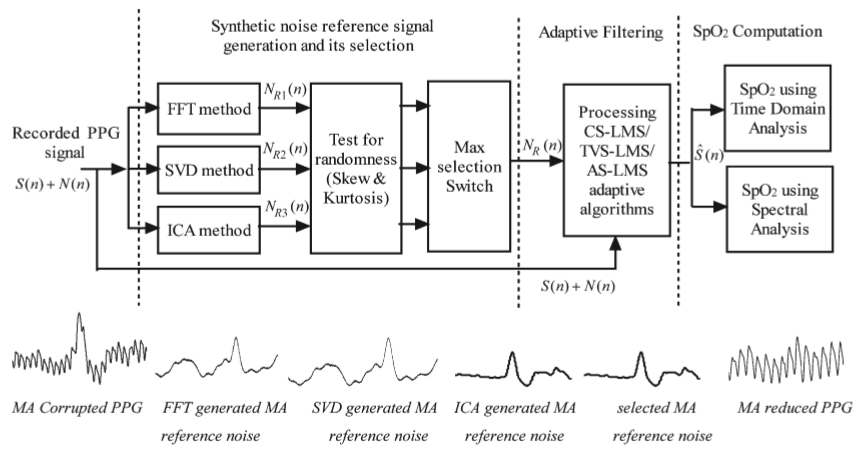 Synthetic noise reference signal
generation and its selection
Adaptive Filtering
SpO₂ Computation
Recorded PPG
signal
S(n) + N(n)
FFT method
SVD method
ICA method
N_R1(n)
N_R2(n)
N_R3(n)
Test for
randomness
(Skew &
Kurtosis)
Max
selection
Switch
N_R (n)
Processing
CS-LMS/
TVS-LMS/
AS-LMS
adaptive
algorithms
Ŝ(n)
SpO₂ using
Time Domain
Analysis
SpO₂ using
Spectral
Analysis
S(n) + N(n)
MA Corrupted PPG
FFT generated MA
reference noise
SVD generated MA
reference noise
ICA generated MA
reference noise
selected MA
reference noise
MA reduced PPG